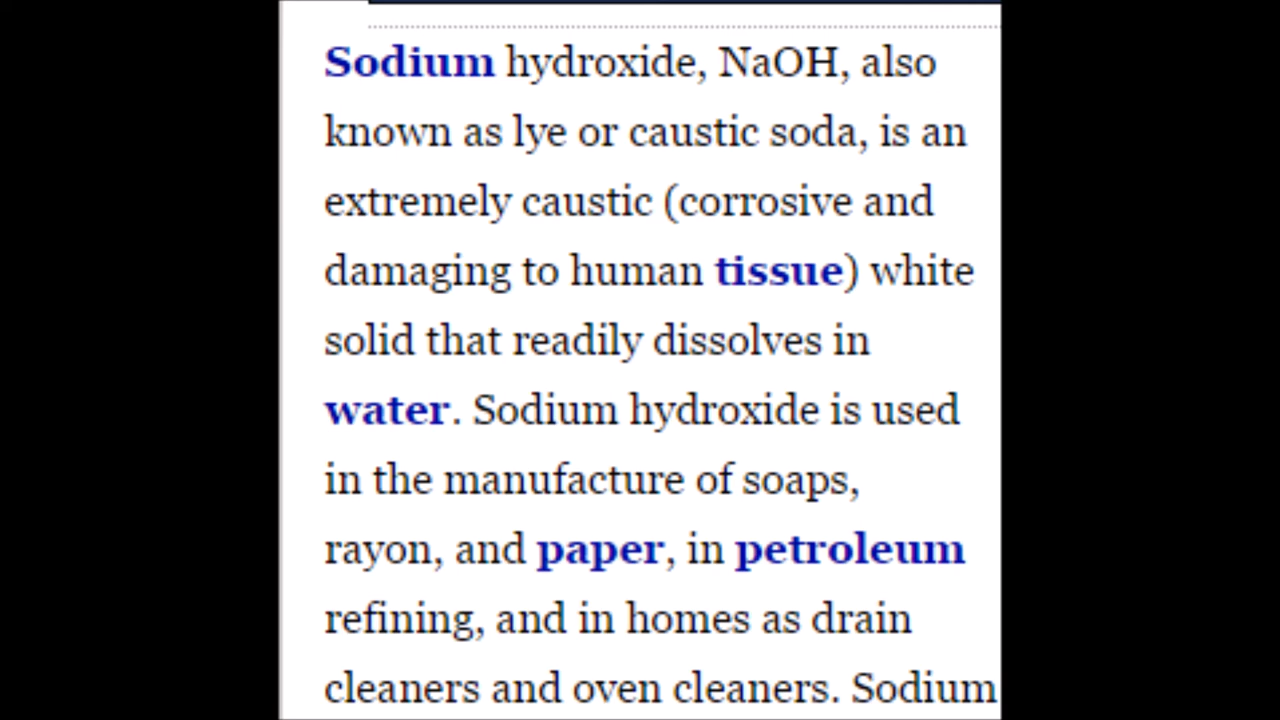 Sodium hydroxide, NaOH, also
known as lye or caustic soda, is an
extremely caustic (corrosive and
damaging to human tissue) white
solid that readily dissolves in
water. Sodium hydroxide is used
in the manufacture of soaps,
rayon, and paper, in petroleum
refining, and in homes as drain
cleaners and oven cleaners. Sodium